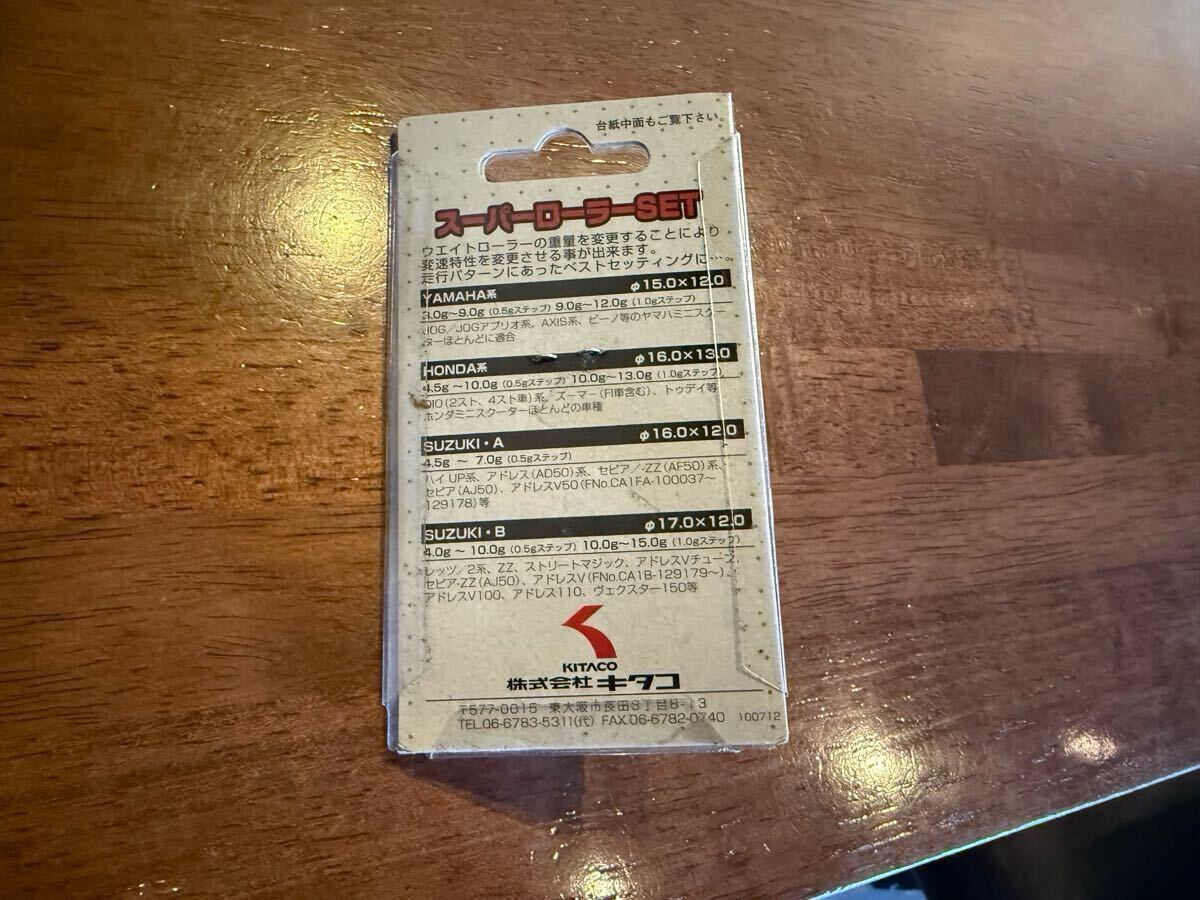 台紙中面もご覧下さい。
スーパーローラーSET
ウエイトローラーの重量を変更することにより
変速特性を変更させる事が出来ます。
走行パターンにあったベストセッティングに…。
YAMAHA系 φ15.0×12.0
.0g~9.0g (0.5gステップ) 9.0g~12.0g (1.0gステップ)
JOG/JOGアプリオ系、AXIS系、ビーノ等のヤマハミニスクー
ターほとんどに適合
HONDA系 φ16.0×13.0
4.5g ~10.0g (0.5gステップ) 10.0g~13.0g (1.0gステップ)
DIO(2スト、4スト車)系、ズーマー(FI車含む)、トゥデイ等
ホンダミニスクーターほとんどの車種
SUZUKI・A φ16.0×12.0
4.5g ~ 7.0g (0.5gステップ)
ハイUP系、アドレス(AD50)系、セピア/-ZZ(AF50)系、
セピア(AJ50)、アドレスV50(FNo.CA1FA-100037~
129178)等
SUZUKI・B φ17.0×12.0
4.0g ~ 10.0g (0.5gステップ) 10.0g~15.0g (1.0gステップ)
レッツ/2系、ZZ、ストリートマジック、アドレスVチューン、
セピア-ZZ(AJ50)、アドレスV(FNo.CA1B-129179~)、
アドレスV100、アドレス110、ヴェクスター150等
KITACO
株式会社 キタコ
〒577-0015 東大阪市長田3丁目8-13
TEL.06-6783-5311(代) FAX.06-6782-0740 100712